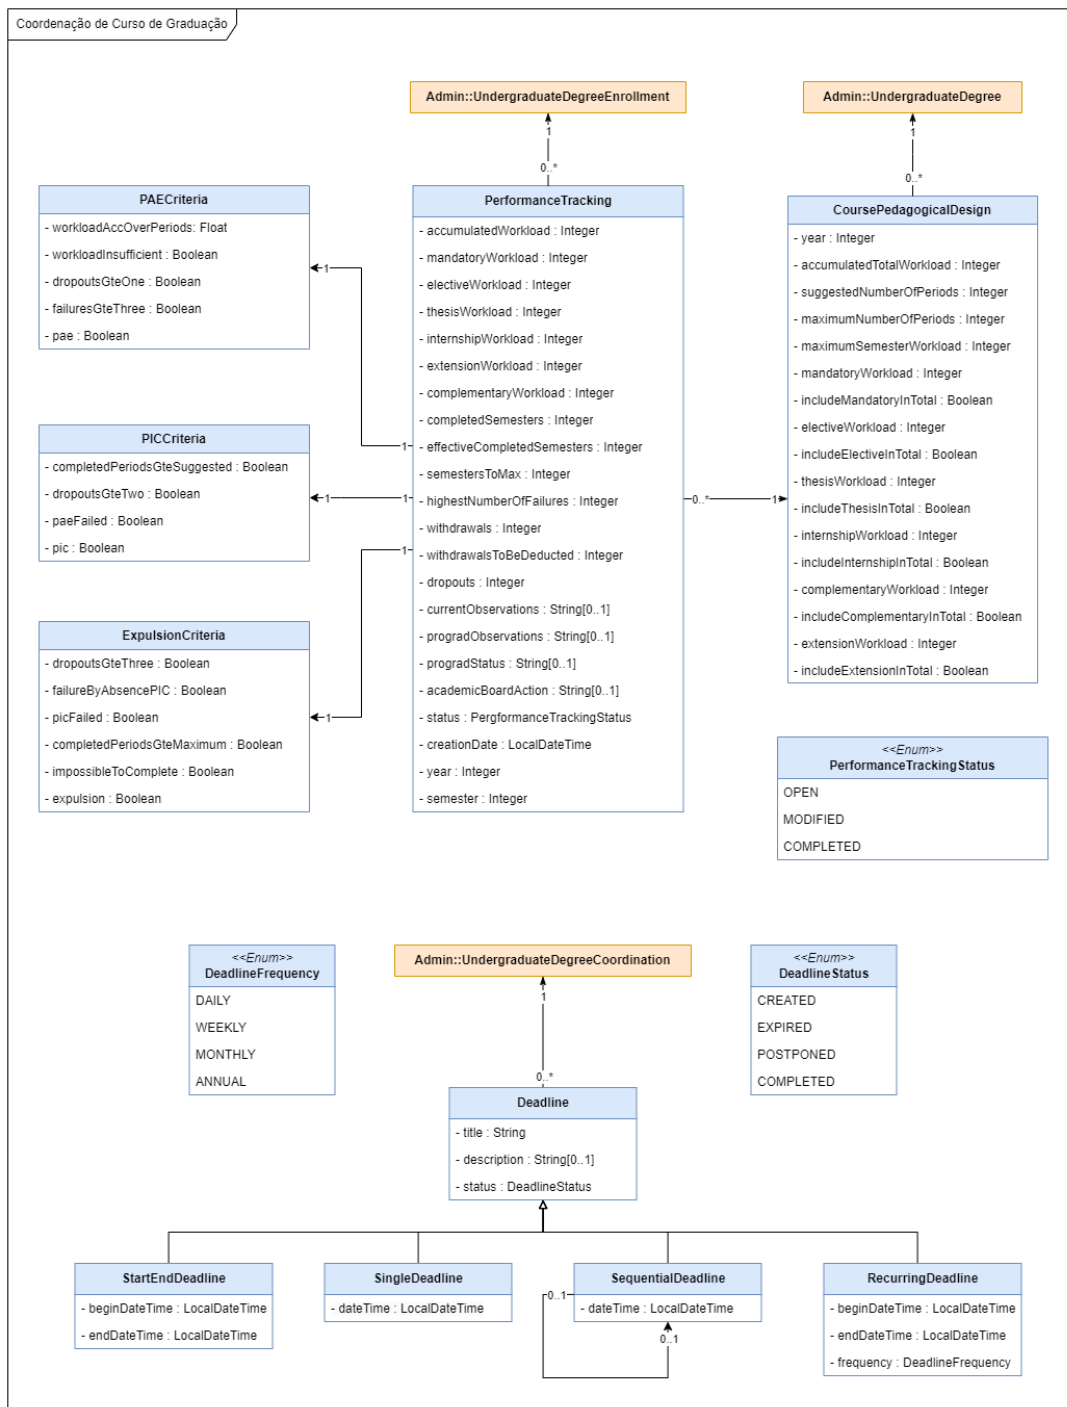 Coordenação de Curso de Graduação
Admin::UndergraduateDegreeEnrollment
1
0..*
Admin::UndergraduateDegree
1
0..*
PAECriteria
- workloadAccOverPeriods: Float
- workloadInsufficient : Boolean
- dropoutsGteOne : Boolean
- failuresGteThree : Boolean
- pae : Boolean
1
1
PICCriteria
- completedPeriodsGteSuggested : Boolean
- dropoutsGteTwo : Boolean
- paeFailed : Boolean
- pic : Boolean
1
1
ExpulsionCriteria
- dropoutsGteThree : Boolean
- failureByAbsencePIC : Boolean
- picFailed : Boolean
- completedPeriodsGteMaximum : Boolean
- impossibleToComplete : Boolean
- expulsion : Boolean
1
1
PerformanceTracking
- accumulatedWorkload : Integer
- mandatoryWorkload : Integer
- electiveWorkload : Integer
- thesisWorkload : Integer
- internshipWorkload : Integer
- extensionWorkload : Integer
- complementaryWorkload : Integer
- completedSemesters : Integer
- effectiveCompletedSemesters : Integer
- semestersToMax : Integer
- highestNumberOfFailures : Integer
- withdrawals : Integer
- withdrawalsToBeDeducted : Integer
- dropouts : Integer
- currentObservations : String[0..1]
- progradObservations : String[0..1]
- progradStatus : String[0..1]
- academicBoardAction : String[0..1]
- status : PergformanceTrackingStatus
- creationDate : LocalDateTime
- year : Integer
- semester : Integer
0..*
1
CoursePedagogicalDesign
- year : Integer
- accumulatedTotalWorkload : Integer
- suggestedNumberOfPeriods : Integer
- maximumNumberOfPeriods : Integer
- maximumSemesterWorkload : Integer
- mandatoryWorkload : Integer
- includeMandatoryInTotal : Boolean
- electiveWorkload : Integer
- includeElectiveInTotal : Boolean
- thesisWorkload : Integer
- includeThesisInTotal : Boolean
- internshipWorkload : Integer
- includeInternshipInTotal : Boolean
- complementaryWorkload : Integer
- includeComplementaryInTotal : Boolean
- extensionWorkload : Integer
- includeExtensionInTotal : Boolean
<<Enum>>
PerformanceTrackingStatus
OPEN
MODIFIED
COMPLETED
<<Enum>>
DeadlineFrequency
DAILY
WEEKLY
MONTHLY
ANNUAL
Admin::UndergraduateDegreeCoordination
1
0..*
<<Enum>>
DeadlineStatus
CREATED
EXPIRED
POSTPONED
COMPLETED
Deadline
- title : String
- description : String[0..1]
- status : DeadlineStatus
StartEndDeadline
- beginDateTime : LocalDateTime
- endDateTime : LocalDateTime
SingleDeadline
- dateTime : LocalDateTime
SequentialDeadline
- dateTime : LocalDateTime
0..1
0..1
RecurringDeadline
- beginDateTime : LocalDateTime
- endDateTime : LocalDateTime
- frequency : DeadlineFrequency